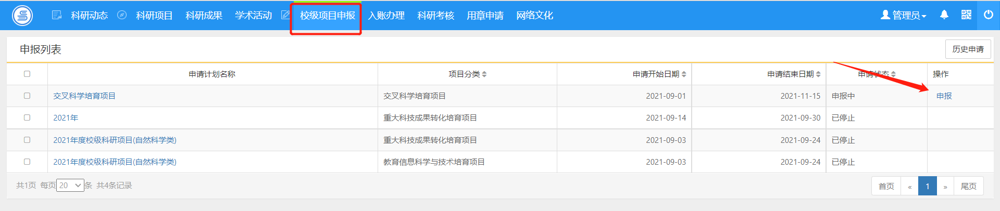 科研动态 科研项目 科研成果 学术活动 校级项目申报 入账办理 科研考核 用章申请 网络文化 管理员
申报列表 历史申请
申请计划名称 项目分类 申请开始日期 申请结束日期 申请状态 操作
交叉科学培育项目 交叉科学培育项目 2021-09-01 2021-11-15 申报中 申报
2021年 重大科技成果转化培育项目 2021-09-14 2021-09-30 已停止
2021年度校级科研项目(自然科学类) 重大科技成果转化培育项目 2021-09-03 2021-09-24 已停止
2021年度校级科研项目(自然科学类) 教育信息科学与技术培育项目 2021-09-03 2021-09-24 已停止
共1页 每页 20 条 共4条记录 首页 « 1 » 尾页